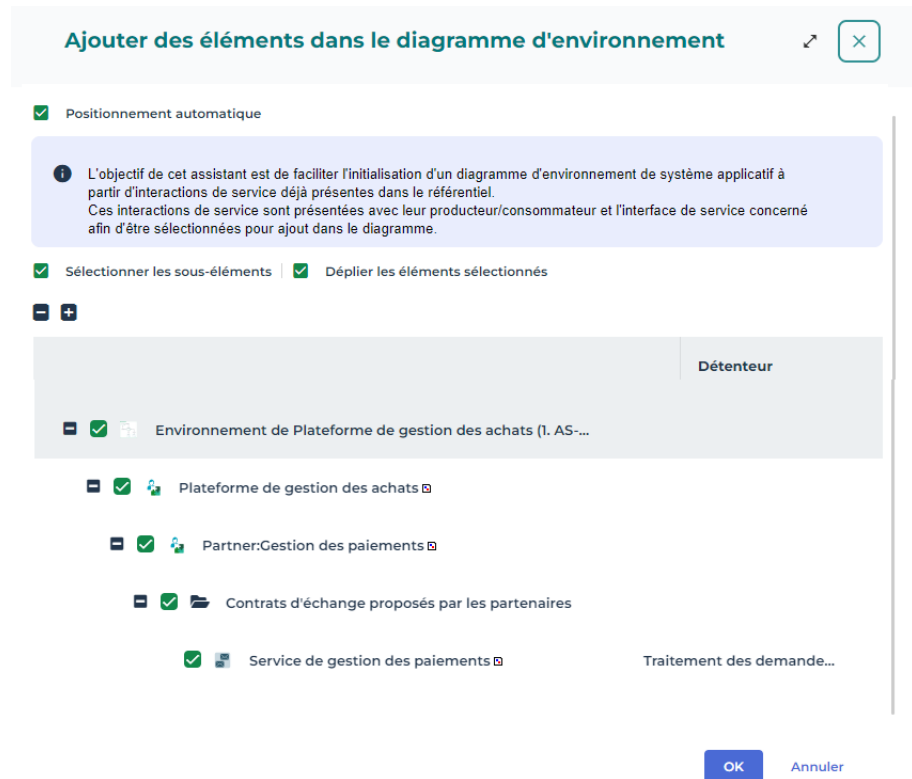 Ajouter des éléments dans le diagramme d'environnement
Positionnement automatique
L'objectif de cet assistant est de faciliter l'initialisation d'un diagramme d'environnement de système applicatif à
partir d'interactions de service déjà présentes dans le référentiel.
Ces interactions de service sont présentées avec leur producteur/consommateur et l'interface de service concerné
afin d'être sélectionnées pour ajout dans le diagramme.
Sélectionner les sous-éléments Déplier les éléments sélectionnés
Détenteur
Environnement de Plateforme de gestion des achats (1. AS-...
Plateforme de gestion des achats
Partner:Gestion des paiements
Contrats d'échange proposés par les partenaires
Service de gestion des paiements Traitement des demande...
OK Annuler